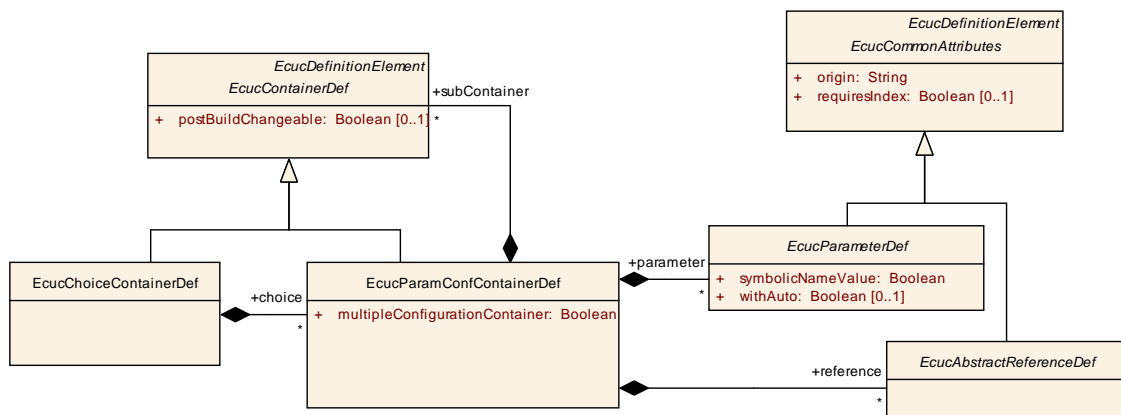 EcucDefinitionElement
EcucCommonAttributes
+ origin: String
+ requiresIndex: Boolean [0..1]
EcucDefinitionElement
EcucContainerDef
+ postBuildChangeable: Boolean [0..1]
+subContainer
*
EcucChoiceContainerDef
+choice
*
EcucParamConfContainerDef
+ multipleConfigurationContainer: Boolean
+parameter
*
EcucParameterDef
+ symbolicNameValue: Boolean
+ withAuto: Boolean [0..1]
+reference
*
EcucAbstractReferenceDef